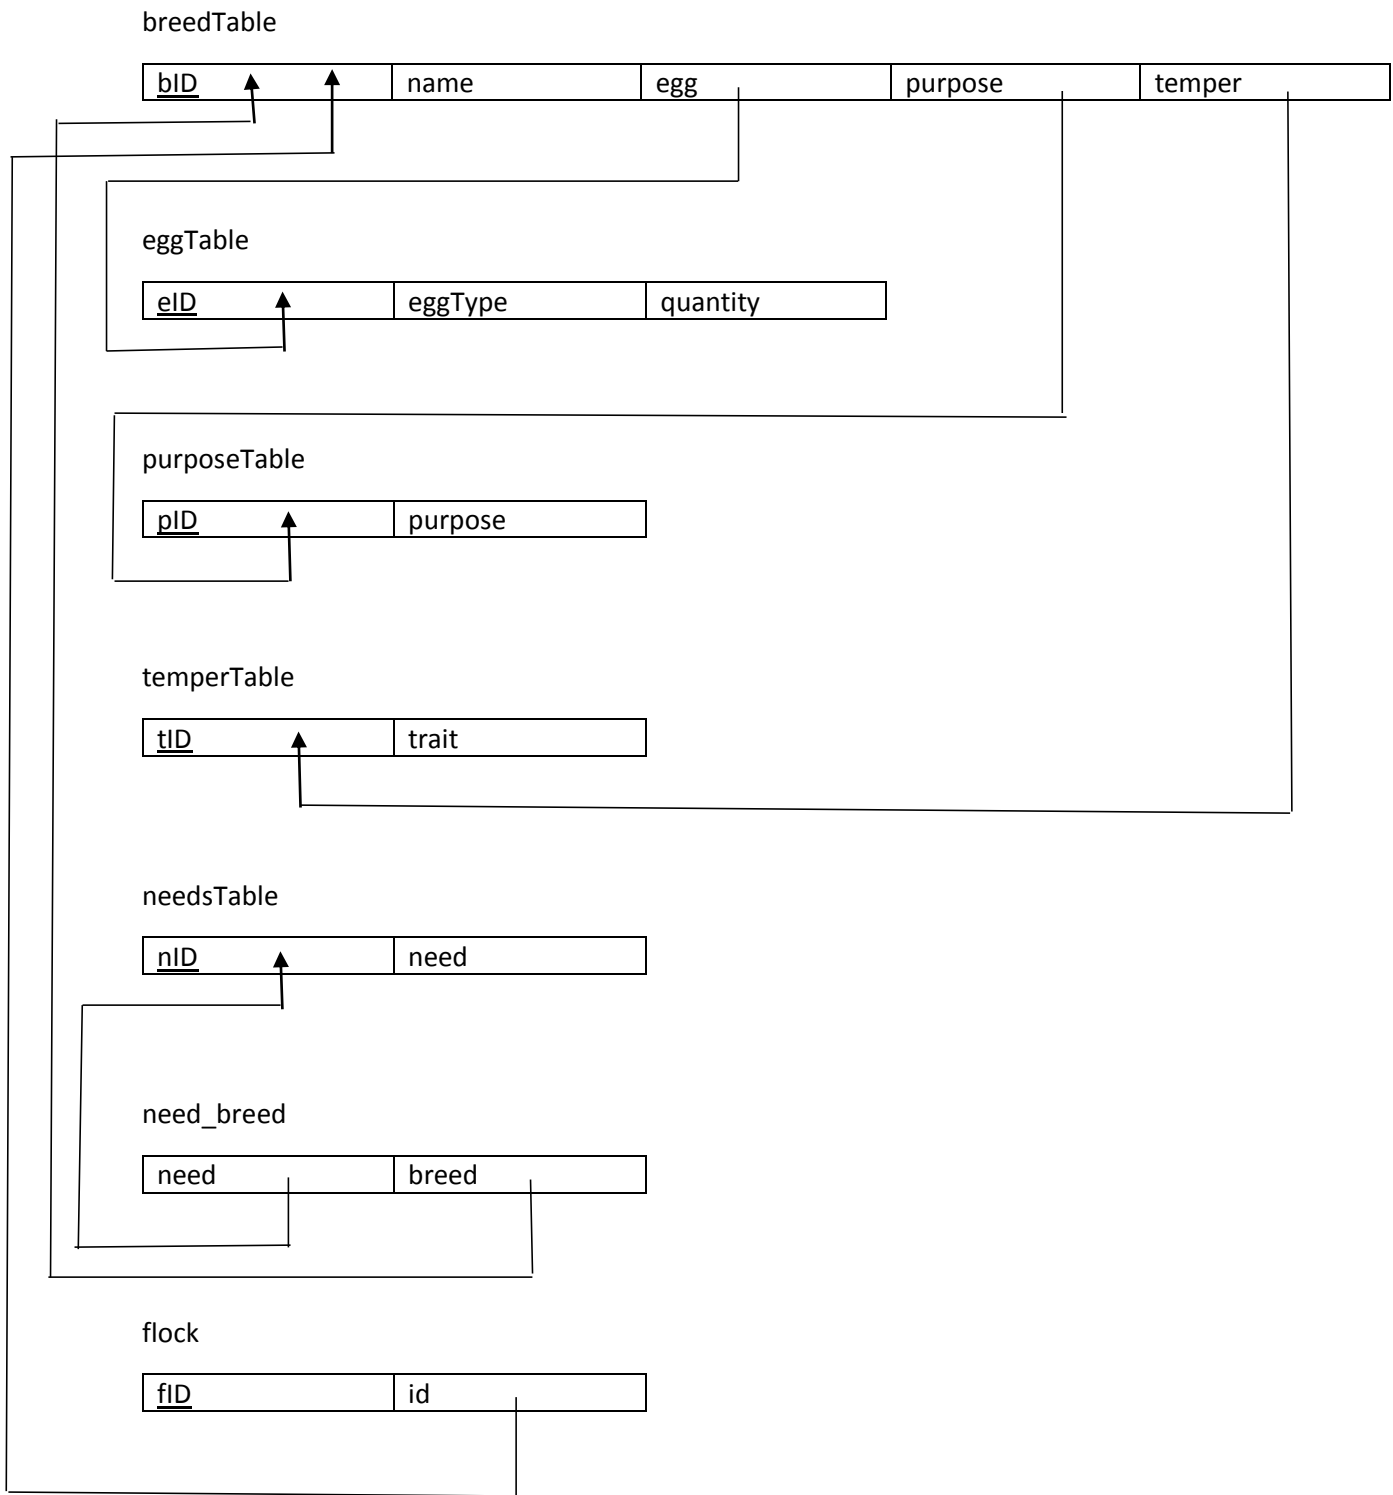 breedTable
bID name egg purpose temper
eggTable
eID eggType quantity
purposeTable
pID purpose
temperTable
tID trait
needsTable
nID need
need_breed
need breed
flock
fID id